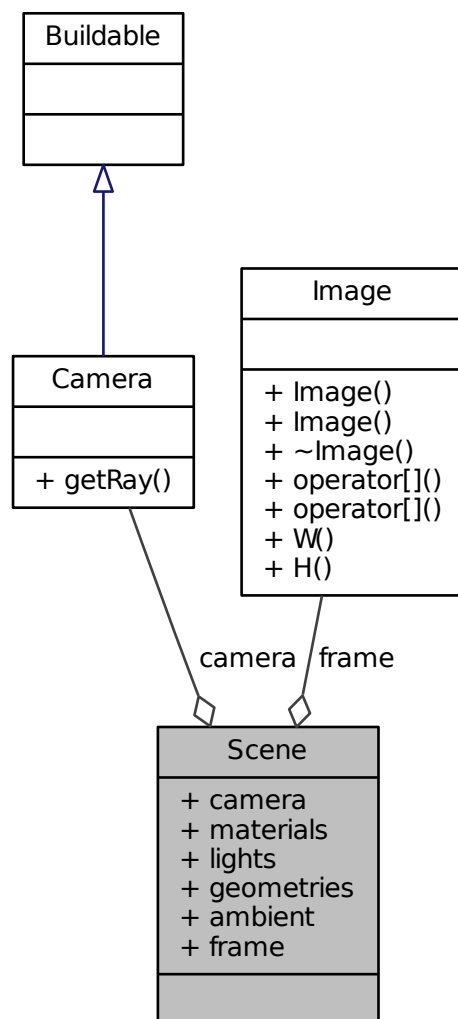 Buildable
Camera
+ getRay()
Image
+ Image()
+ Image()
+ ~Image()
+ operator[]()
+ operator[]()
+ W()
+ H()
camera
frame
Scene
+ camera
+ materials
+ lights
+ geometries
+ ambient
+ frame